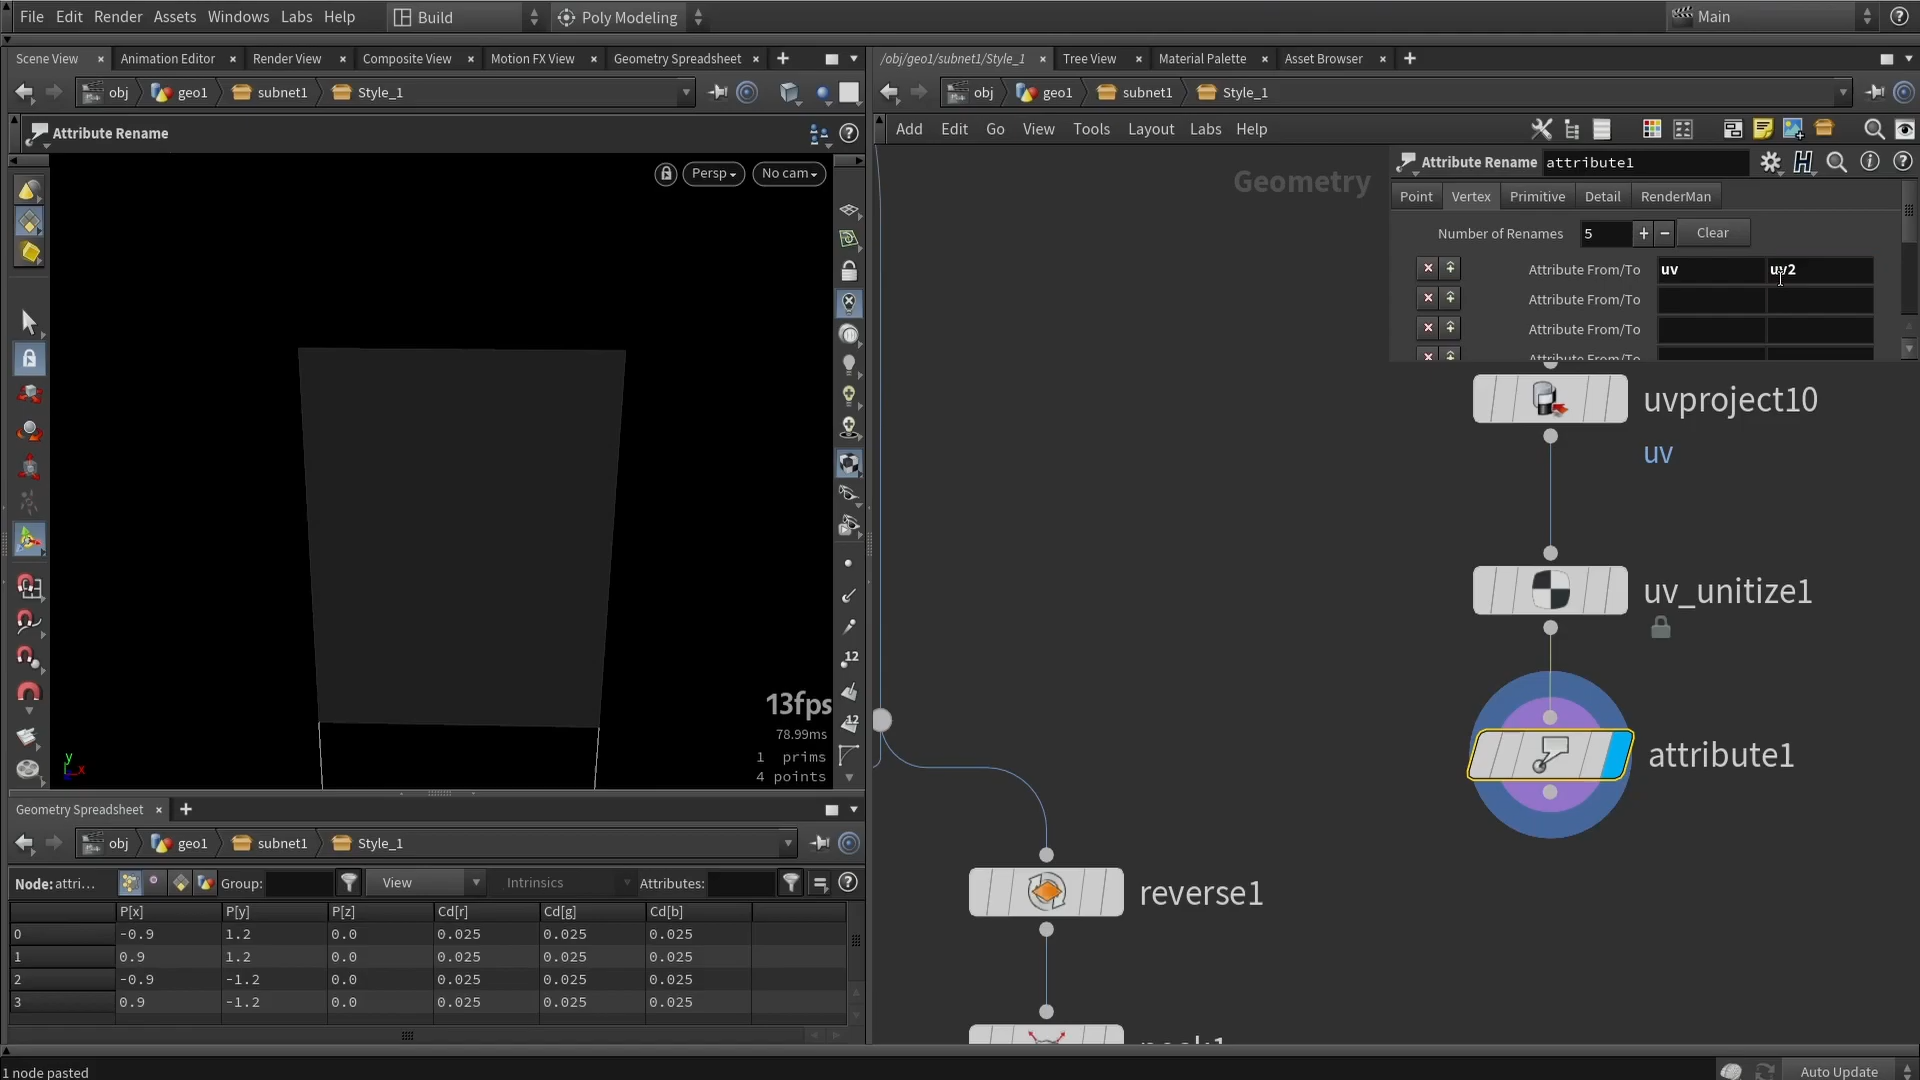 File Edit Render Assets Windows Labs Help Build Poly Modeling Main
Scene View Animation Editor Render View Composite View Motion FX View Geometry Spreadsheet
/obj/geo1/subnet1/Style_1 Tree View Material Palette Asset Browser
obj geo1 subnet1 Style_1
obj geo1 subnet1 Style_1
Attribute Rename
Add Edit Go View Tools Layout Labs Help
Persp No cam
Geometry
Attribute Rename attribute1
Point Vertex Primitive Detail RenderMan
Number of Renames 5 Clear
Attribute From/To uv uv2
Attribute From/To
Attribute From/To
Attribute From/To
uvproject10
uv
uv_unitize1
attribute1
reverse1
12
12
13fps
78.99ms
1 prims
4 points
y
x
Geometry Spreadsheet
obj geo1 subnet1 Style_1
Node: attri... Group: View Intrinsics Attributes:
P[x] P[y] P[z] Cd[r] Cd[g] Cd[b]
0 -0.9 1.2 0.0 0.025 0.025 0.025
1 0.9 1.2 0.0 0.025 0.025 0.025
2 -0.9 -1.2 0.0 0.025 0.025 0.025
3 0.9 -1.2 0.0 0.025 0.025 0.025
1 node pasted
Auto Update